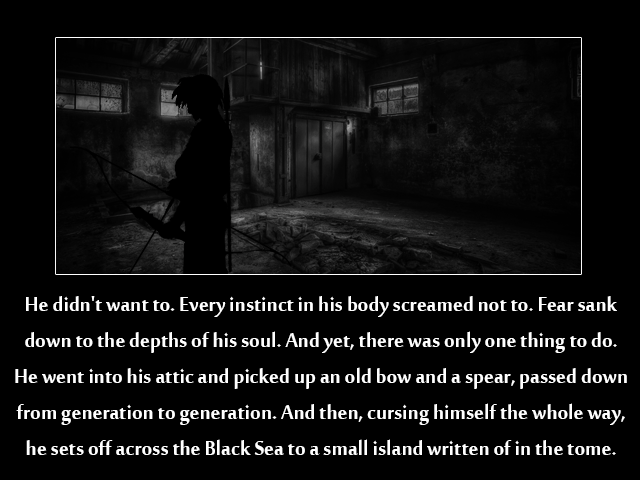 He didn't want to. Every instinct in his body screamed not to. Fear sank
down to the depths of his soul. And yet, there was only one thing to do.
He went into his attic and picked up an old bow and a spear, passed down
from generation to generation. And then, cursing himself the whole way,
he sets off across the Black Sea to a small island written of in the tome.